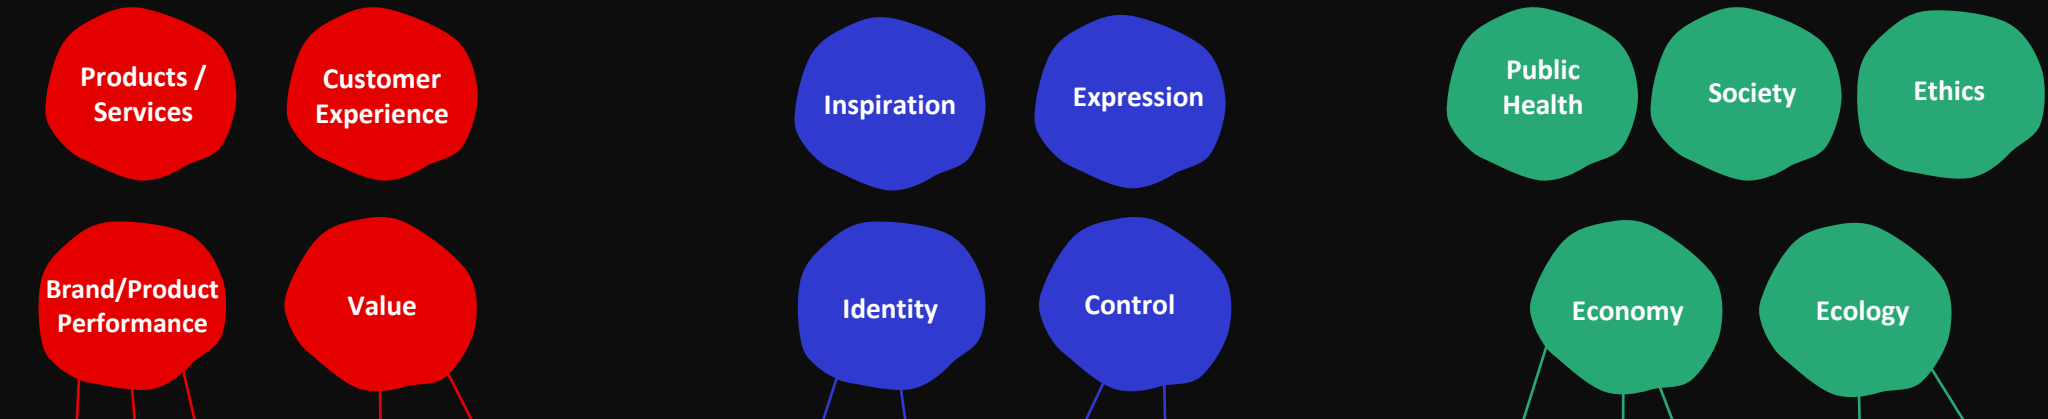 Products /
Services
Customer
Experience
Inspiration
Expression
Public
Health
Society
Ethics
Brand/Product
Performance
Value
Identity
Control
Economy
Ecology